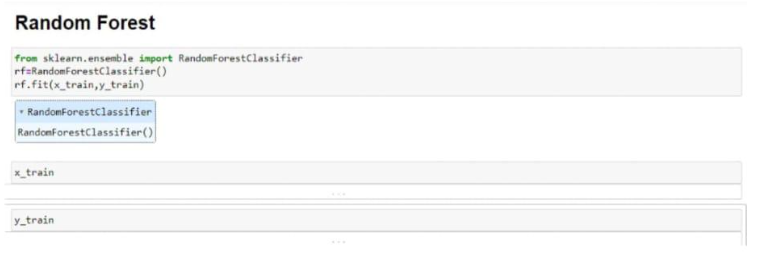 Random Forest
from sklearn.ensemble import RandomForestClassifier
rf=RandomForestClassifier()
rf.fit(x_train,y_train)
▾ RandomForestClassifier
RandomForestClassifier()
x_train
...
y_train
...